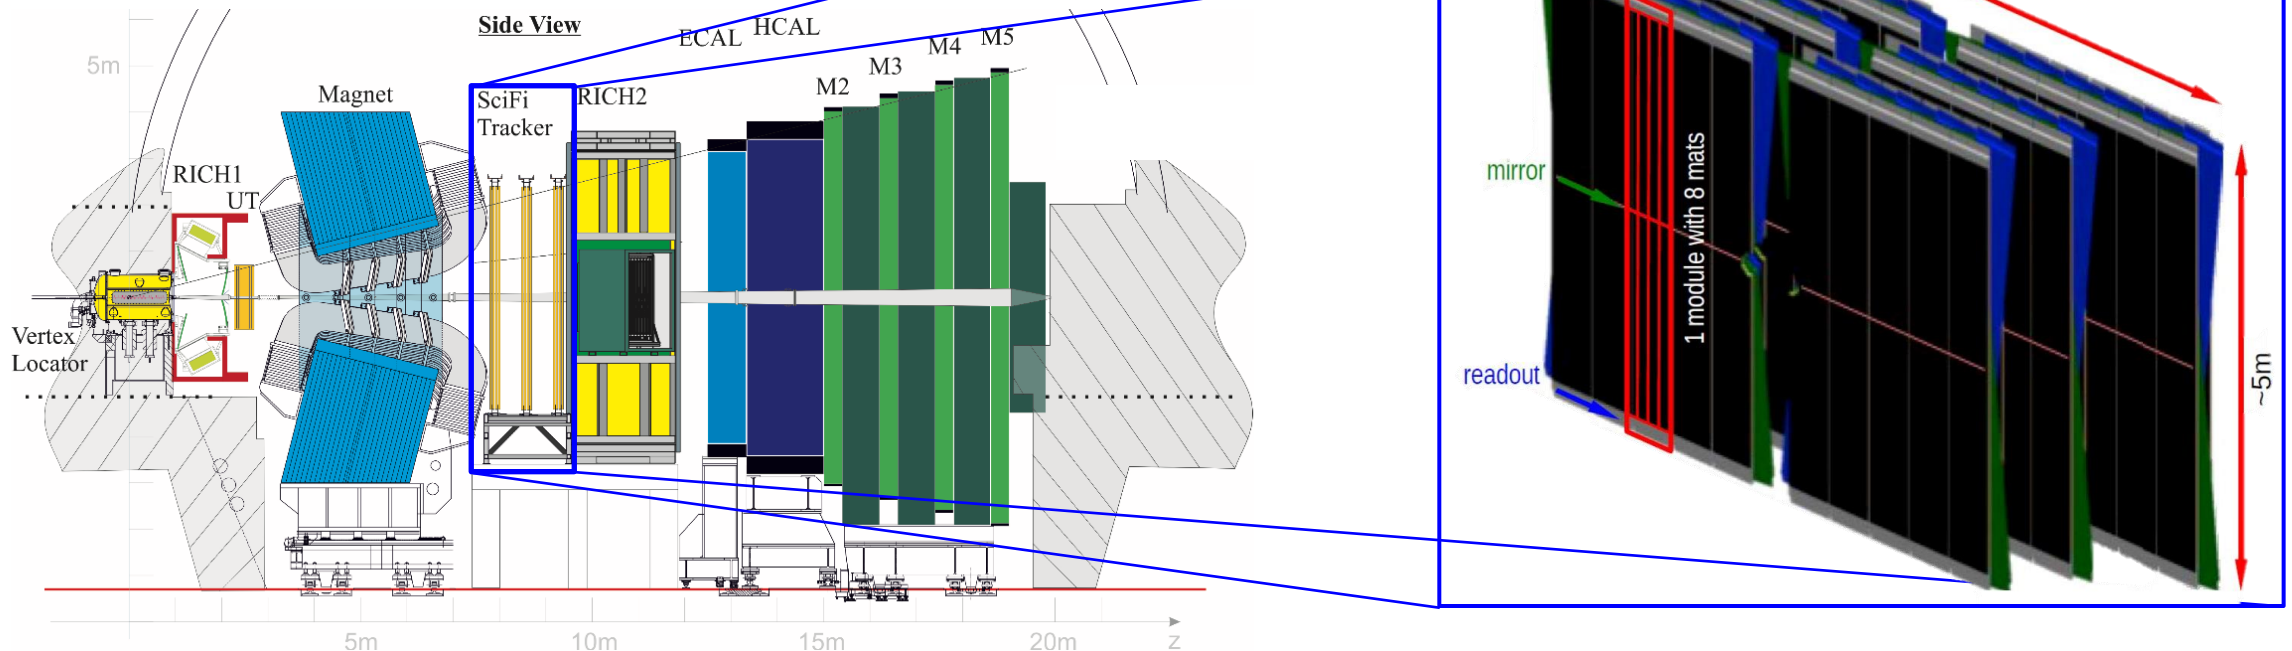 Side View
ECAL
HCAL
M4
M5
5m
M3
M2
Magnet
SciFi
Tracker
RICH2
RICH1
UT
Vertex
Locator
5m
10m
15m
20m
z
mirror
1 module with 8 mats
readout
~5m